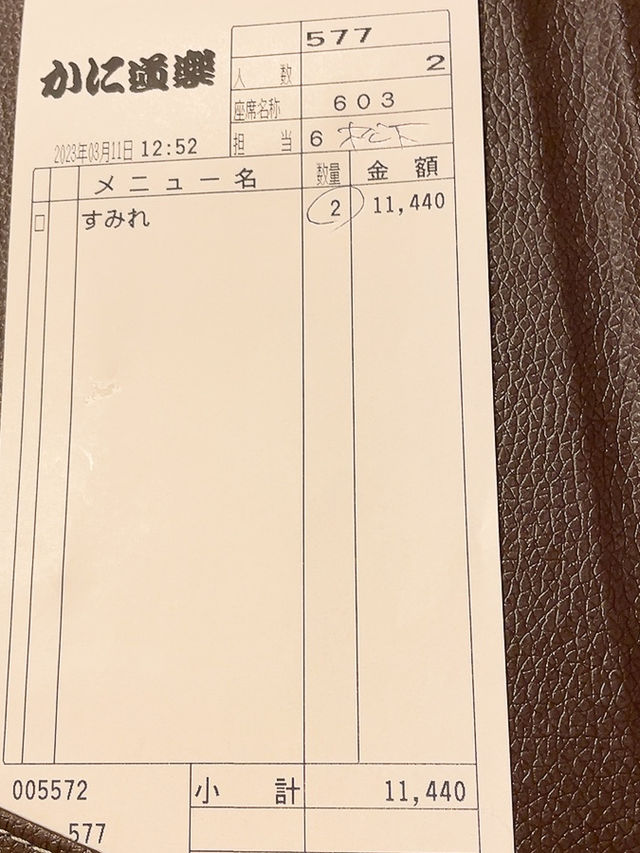 かに道楽
577
人数 2
座席名称 603
担当 6 松下
2023年03月11日 12:52
メニュー名 数量 金額
□ すみれ 2 11,440
005572 小計 11,440
577